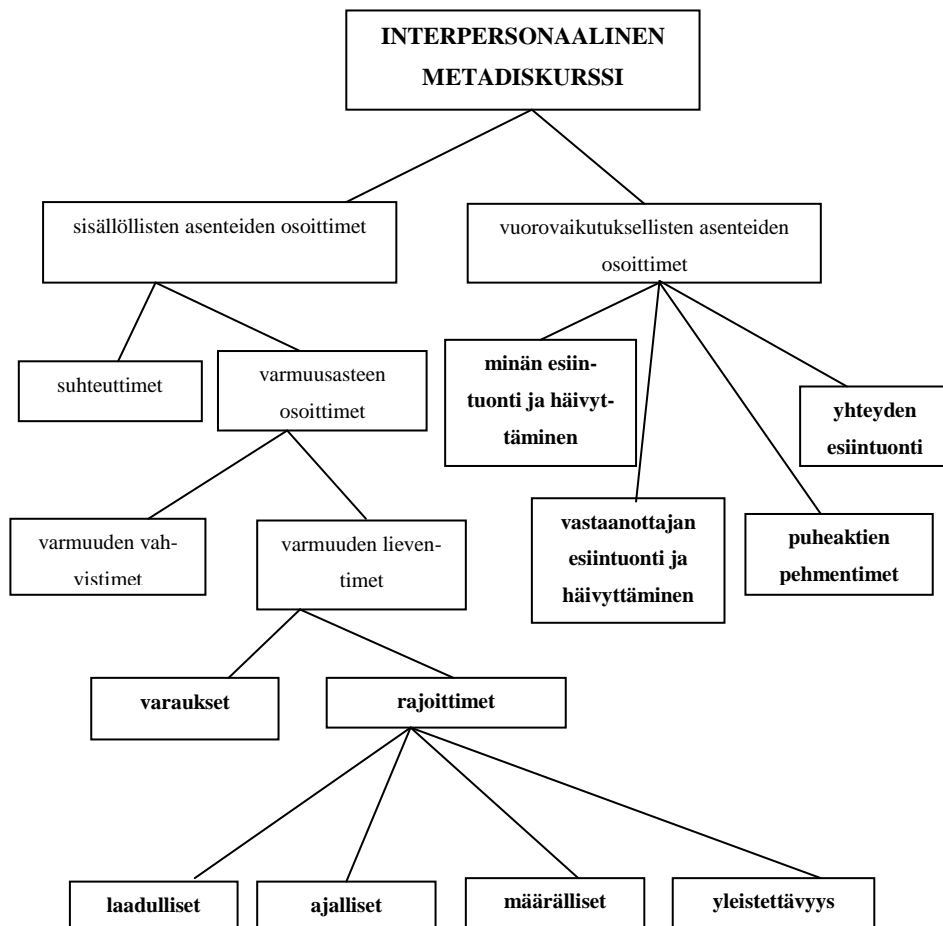 INTERPERSONAALINEN
METADISKURSSI
sisällöllisten asenteiden osoittimet
vuorovaikutuksellisten asenteiden
osoittimet
suhteuttimet
varmuusasteen
osoittimet
minän esiin-
tuonti ja häivyt-
täminen
yhteyden
esiintuonti
varmuuden vah-
vistimet
varmuuden lieven-
timet
vastaanottajan
esiintuonti ja
häivyttäminen
puheaktien
pehmentimet
varaukset
rajoittimet
laadulliset
ajalliset
määrälliset
yleistettävyys